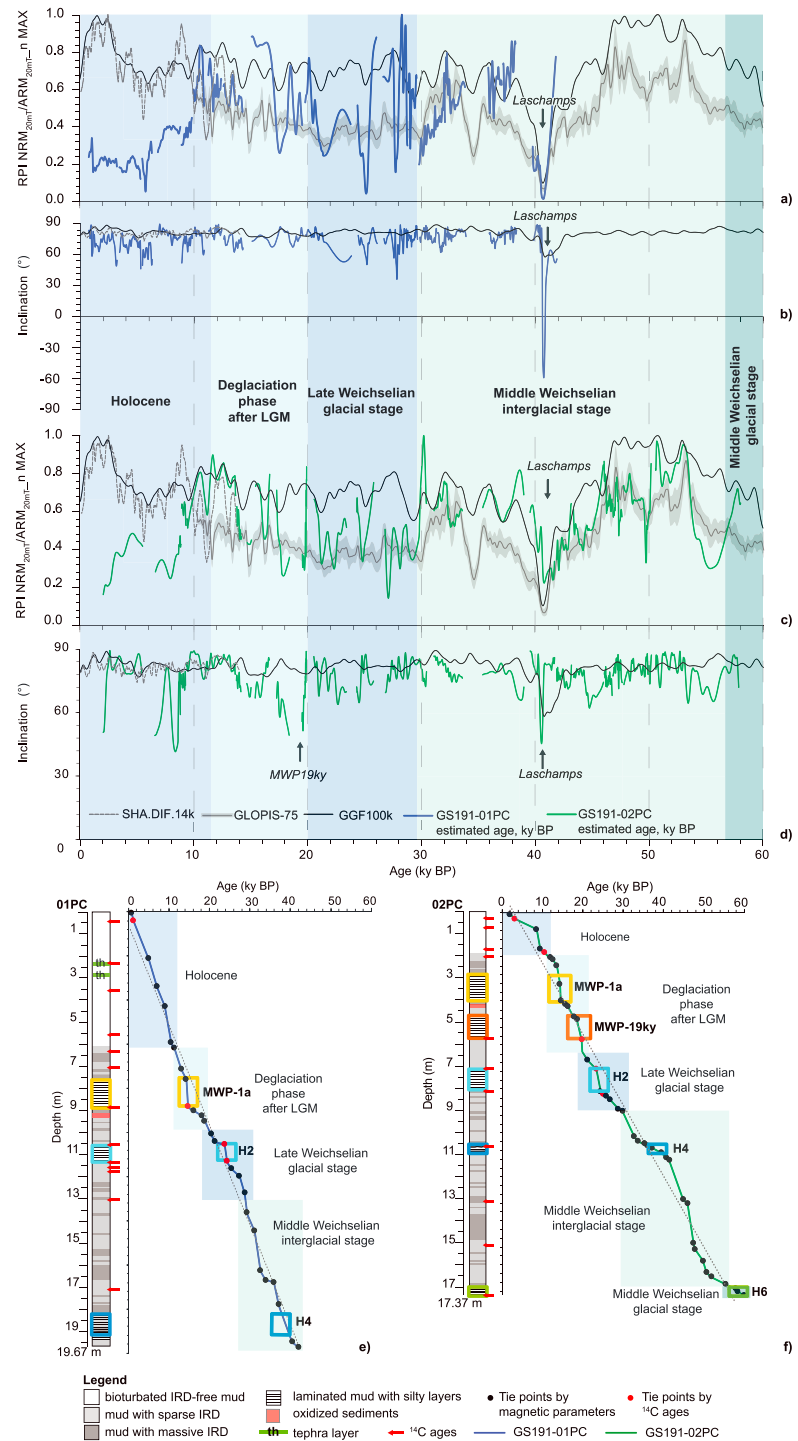 1.0
0.8
0.6
0.4
0.2
0.0
RPI NRM20mT/ARM20mT_n MAX
Laschamps
a)
90
60
30
0
-30
-60
-90
Inclination (°)
Laschamps
b)
Holocene
Deglaciation
phase
after LGM
Late Weichselian
glacial stage
Middle Weichselian
interglacial stage
Middle Weichselian
glacial stage
1.0
0.8
0.6
0.4
0.2
0.0
RPI NRM20mT/ARM20mT_n MAX
Laschamps
c)
90
60
30
0
Inclination (°)
MWP19ky
Laschamps
SHA.DIF.14k
GLOPIS-75
GGF100k
GS191-01PC
estimated age, ky BP
GS191-02PC
estimated age, ky BP
d)
0 10 20 30 40 50 60
Age (ky BP)
01PC
Age (ky BP)
0 10 20 30 40 50 60
1
3
5
7
9
11
13
15
17
19
19.67 m
Depth (m)
th
th
Holocene
MWP-1a
Deglaciation
phase
after LGM
H2
Late Weichselian
glacial stage
Middle Weichselian
interglacial stage
H4
e)
02PC
Age (ky BP)
0 10 20 30 40 50 60
1
3
5
7
9
11
13
15
17
17.37 m
Depth (m)
Holocene
MWP-1a
Deglaciation
phase
after LGM
MWP-19ky
H2
Late Weichselian
glacial stage
H4
Middle Weichselian
interglacial stage
Middle Weichselian
glacial stage
H6
f)
Legend
bioturbated IRD-free mud
mud with sparse IRD
mud with massive IRD
laminated mud with silty layers
oxidized sediments
th tephra layer
14C ages
Tie points by
magnetic parameters
Tie points by
14C ages
GS191-01PC
GS191-02PC